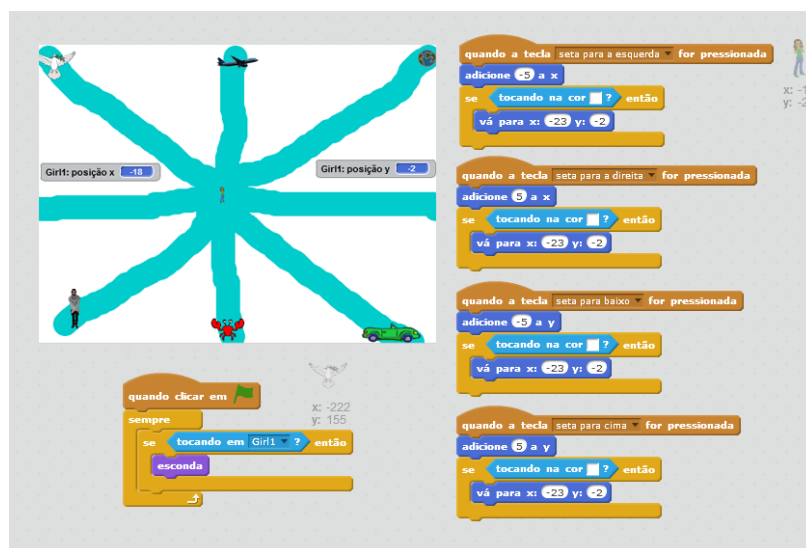 Girl1: posição x -18
Girl1: posição y -2
quando clicar em
sempre
se tocando em Girl1 ? então
esconda
x: -222
y: 155
quando a tecla seta para a esquerda for pressionada
adicione -5 a x
se tocando na cor ? então
vá para x: -23 y: -2
quando a tecla seta para a direita for pressionada
adicione 5 a x
se tocando na cor ? então
vá para x: -23 y: -2
quando a tecla seta para baixo for pressionada
adicione -5 a y
se tocando na cor ? então
vá para x: -23 y: -2
quando a tecla seta para cima for pressionada
adicione 5 a y
se tocando na cor ? então
vá para x: -23 y: -2
x: -1
y: -2